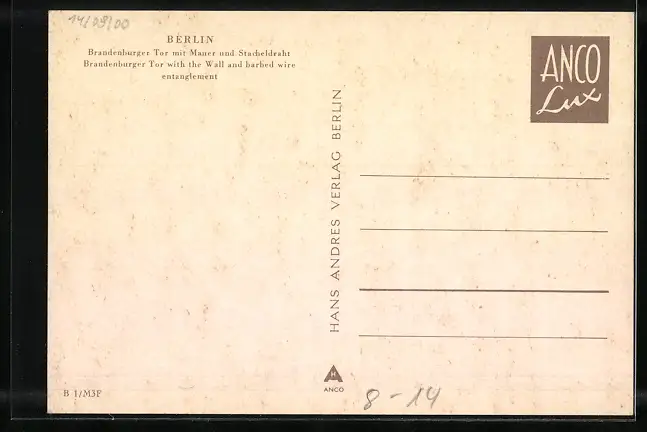 14/09/00
BERLIN
Brandenburger Tor mit Mauer und Stacheldraht
Brandenburger Tor with the Wall and barbed wire
entanglement
ANCO
Lux
HANS ANDRES VERLAG BERLIN
H
A
ANCO
B 1/M3F
8-14